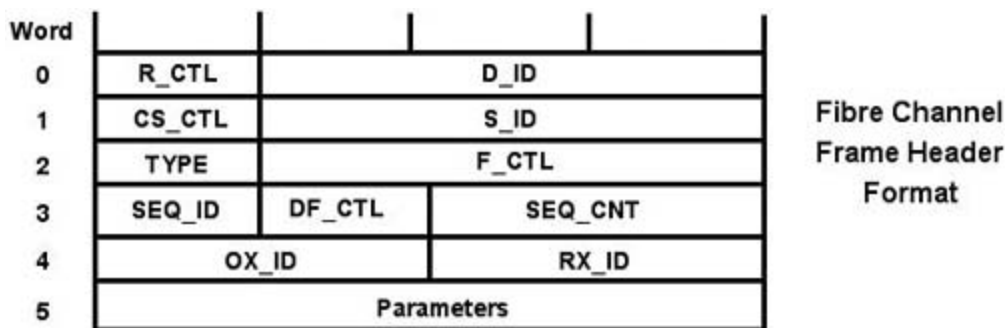 Word
0 R_CTL D_ID
1 CS_CTL S_ID
2 TYPE F_CTL
3 SEQ_ID DF_CTL SEQ_CNT
4 OX_ID RX_ID
5 Parameters
Fibre Channel
Frame Header
Format